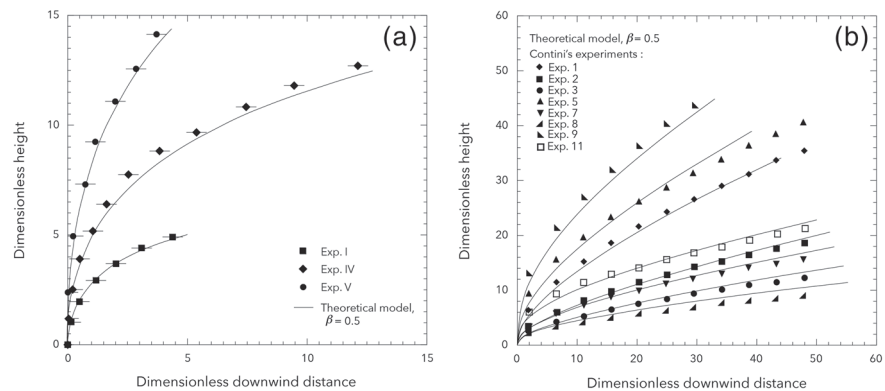 15
10
5
0
0
5
10
15
Dimensionless height
Dimensionless downwind distance
(a)
Exp. I
Exp. IV
Exp. V
Theoretical model,
β = 0.5
60
50
40
30
20
10
0
0
10
20
30
40
50
60
Dimensionless height
Dimensionless downwind distance
(b)
Theoretical model, β = 0.5
Contini's experiments :
Exp. 1
Exp. 2
Exp. 3
Exp. 5
Exp. 7
Exp. 8
Exp. 9
Exp. 11